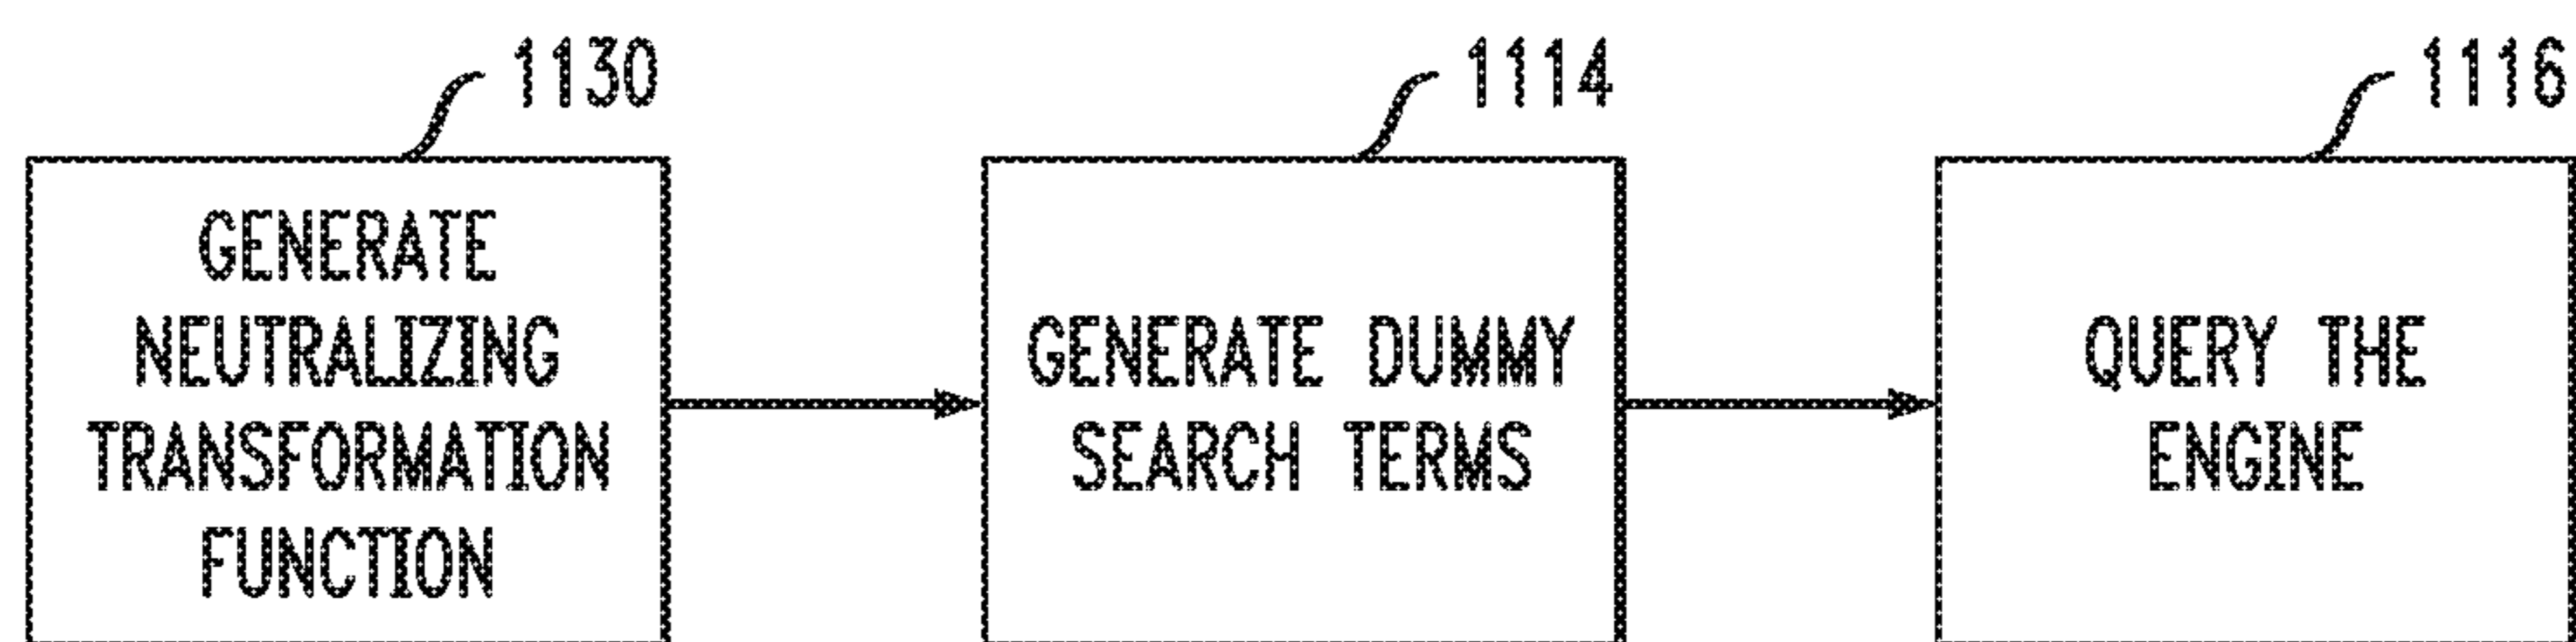 1130
1114
1116
GENERATE
NEUTRALIZING
TRANSFORMATION
FUNCTION
GENERATE DUMMY
SEARCH TERMS
QUERY THE
ENGINE